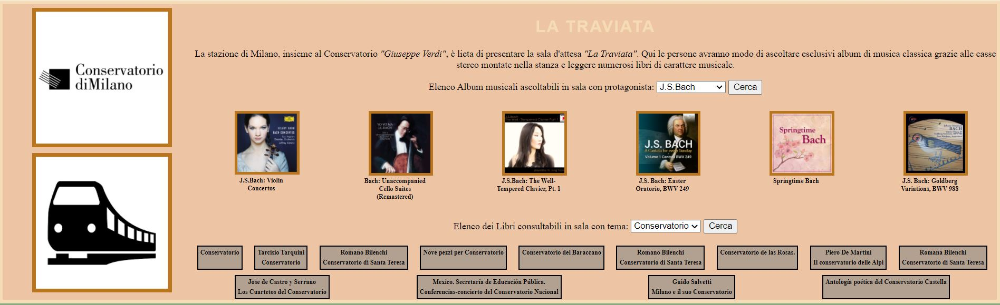 Conservatorio
diMilano
LA TRAVIATA
La stazione di Milano, insieme al Conservatorio "Giuseppe Verdi", è lieta di presentare la sala d'attesa "La Traviata". Qui le persone avranno modo di ascoltare esclusivi album di musica classica grazie alle casse
stereo montate nella stanza e leggere numerosi libri di carattere musicale.
Elenco Album musicali ascoltabili in sala con protagonista: J.S.Bach Cerca
HILARY HAHN
BACH CONCERTOS
Los Angeles
Chamber Orchestra
Jeffrey Kahane
YO-YO MA
J.S. BACH
J.S.Bach
The Well - Tempered Clavier Part 1
J.S. BACH
A Cantata for every Sunday
Volume 1 Cantata BWV 249
Springtime
Bach
BACH
J.S.Bach: Violin
Concertos
Bach: Unaccompanied
Cello Suites
(Remastered)
J.S.Bach: The Well-
Tempered Clavier, Pt. 1
J.S. Bach: Easter
Oratorio, BWV 249
Springtime Bach
J.S. Bach: Goldberg
Variations, BWV 988
Elenco dei Libri consultabili in sala con tema: Conservatorio Cerca
Conservatorio
Tarcisio Tarquini
Conservatorio
Romano Bilenchi
Conservatorio di Santa Teresa
Nove pezzi per Conservatorio
Conservatorio del Baraccano
Romano Bilenchi
Conservatorio di Santa Teresa
Conservatorio de las Rosas.
Piero De Martini
Il conservatorio delle Alpi
Romana Bilenchi
Conservatorio di Santa Teresa
Jose de Castro y Serrano
Los Cuartetos del Conservatorio
Mexico. Secretaría de Educación Pública.
Conferencias-concierto del Conservatorio Nacional
Guido Salvetti
Milano e il suo Conservatorio
Antología poética del Conservatorio Castella